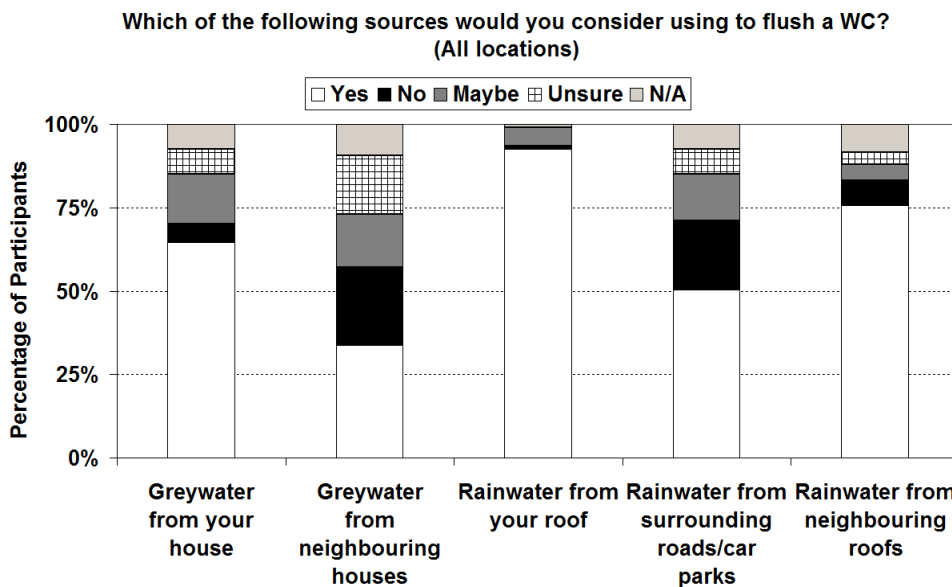 Which of the following sources would you consider using to flush a WC?
(All locations)
Yes No Maybe Unsure N/A
Percentage of Participants
100%
75%
50%
25%
0%
Greywater
from your
house
Greywater
from
neighbouring
houses
Rainwater from
your roof
Rainwater from
surrounding
roads/car
parks
Rainwater from
neighbouring
roofs